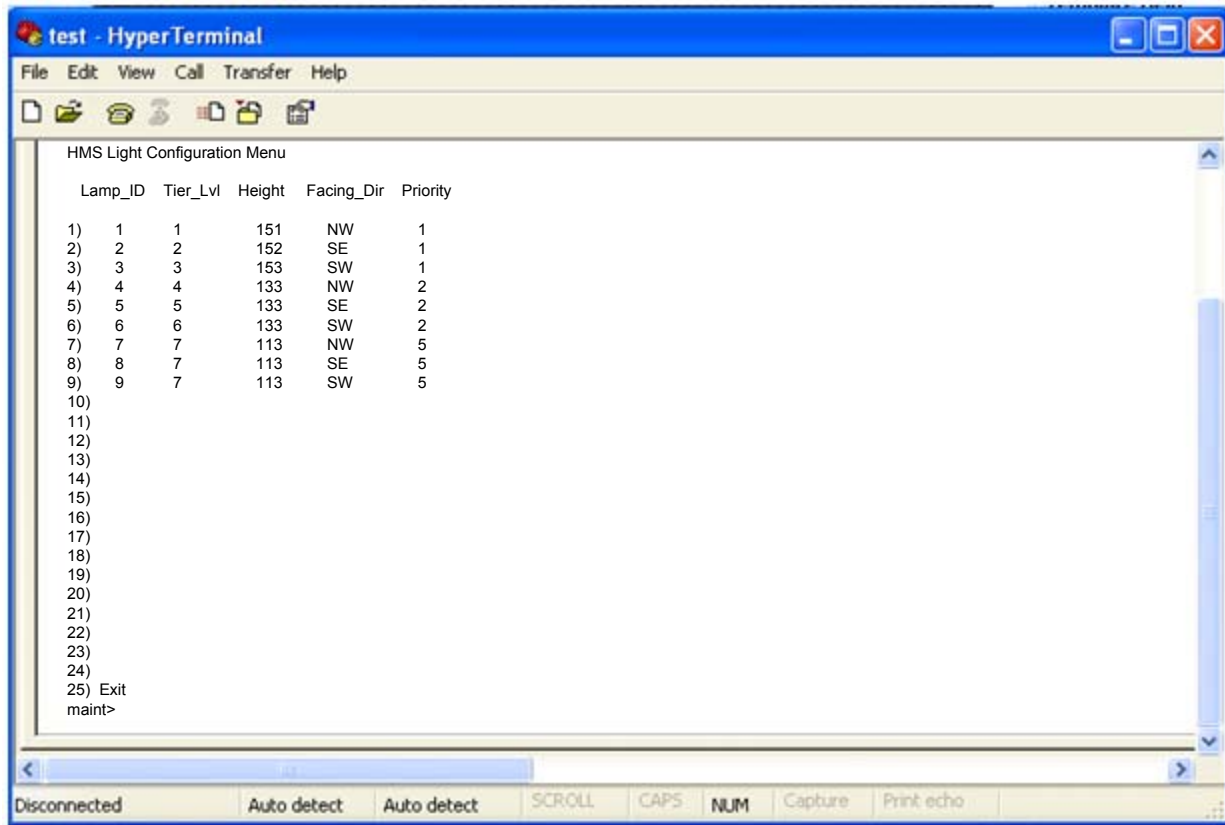 test - HyperTerminal
File Edit View Call Transfer Help
HMS Light Configuration Menu
Lamp_ID Tier_Lvl Height Facing_Dir Priority
1) 1 1 151 NW 1
2) 2 2 152 SE 1
3) 3 3 153 SW 1
4) 4 4 133 NW 2
5) 5 5 133 SE 2
6) 6 6 133 SW 2
7) 7 7 113 NW 5
8) 8 7 113 SE 5
9) 9 7 113 SW 5
10)
11)
12)
13)
14)
15)
16)
17)
18)
19)
20)
21)
22)
23)
24)
25) Exit
maint>
Disconnected Auto detect Auto detect SCROLL CAPS NUM Capture Print echo